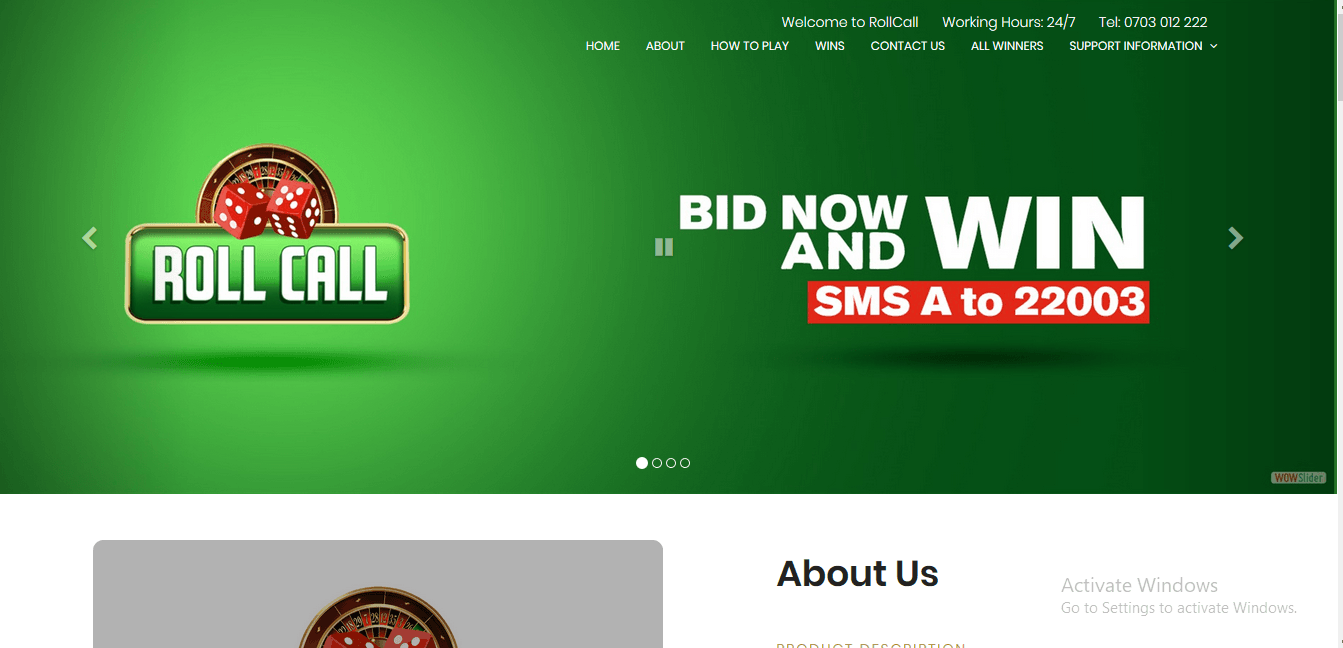 Welcome to RollCall Working Hours: 24/7 Tel: 0703 012 222
HOME ABOUT HOW TO PLAY WINS CONTACT US ALL WINNERS SUPPORT INFORMATION
ROLL CALL
BID NOW
AND
WIN
SMS A to 22003
WOWSlider
About Us
Activate Windows
Go to Settings to activate Windows.
PRODUCT DESCRIPTION